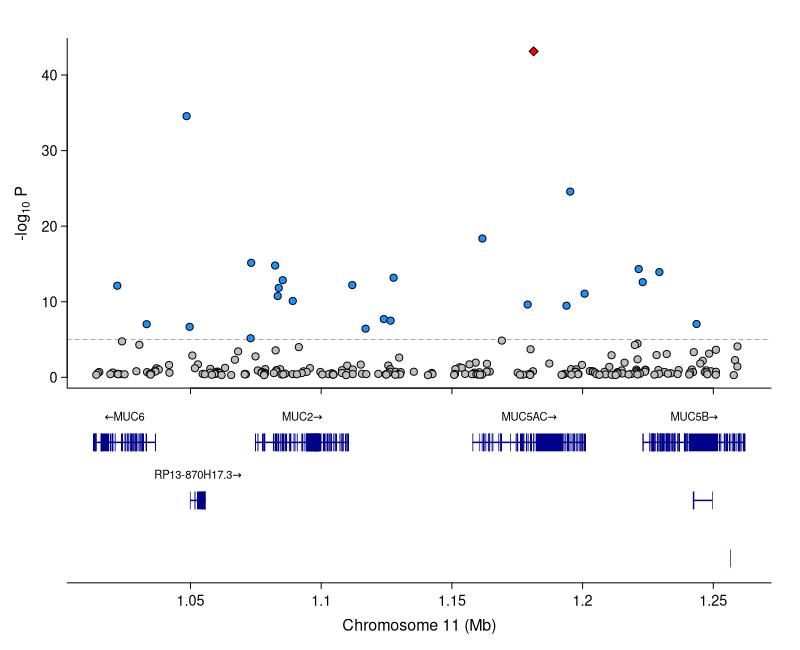 40
30
20
10
0
-log10 P
←MUC6
MUC2→
MUC5AC→
MUC5B→
RP13-870H17.3→
1.05
1.1
1.15
1.2
1.25
Chromosome 11 (Mb)